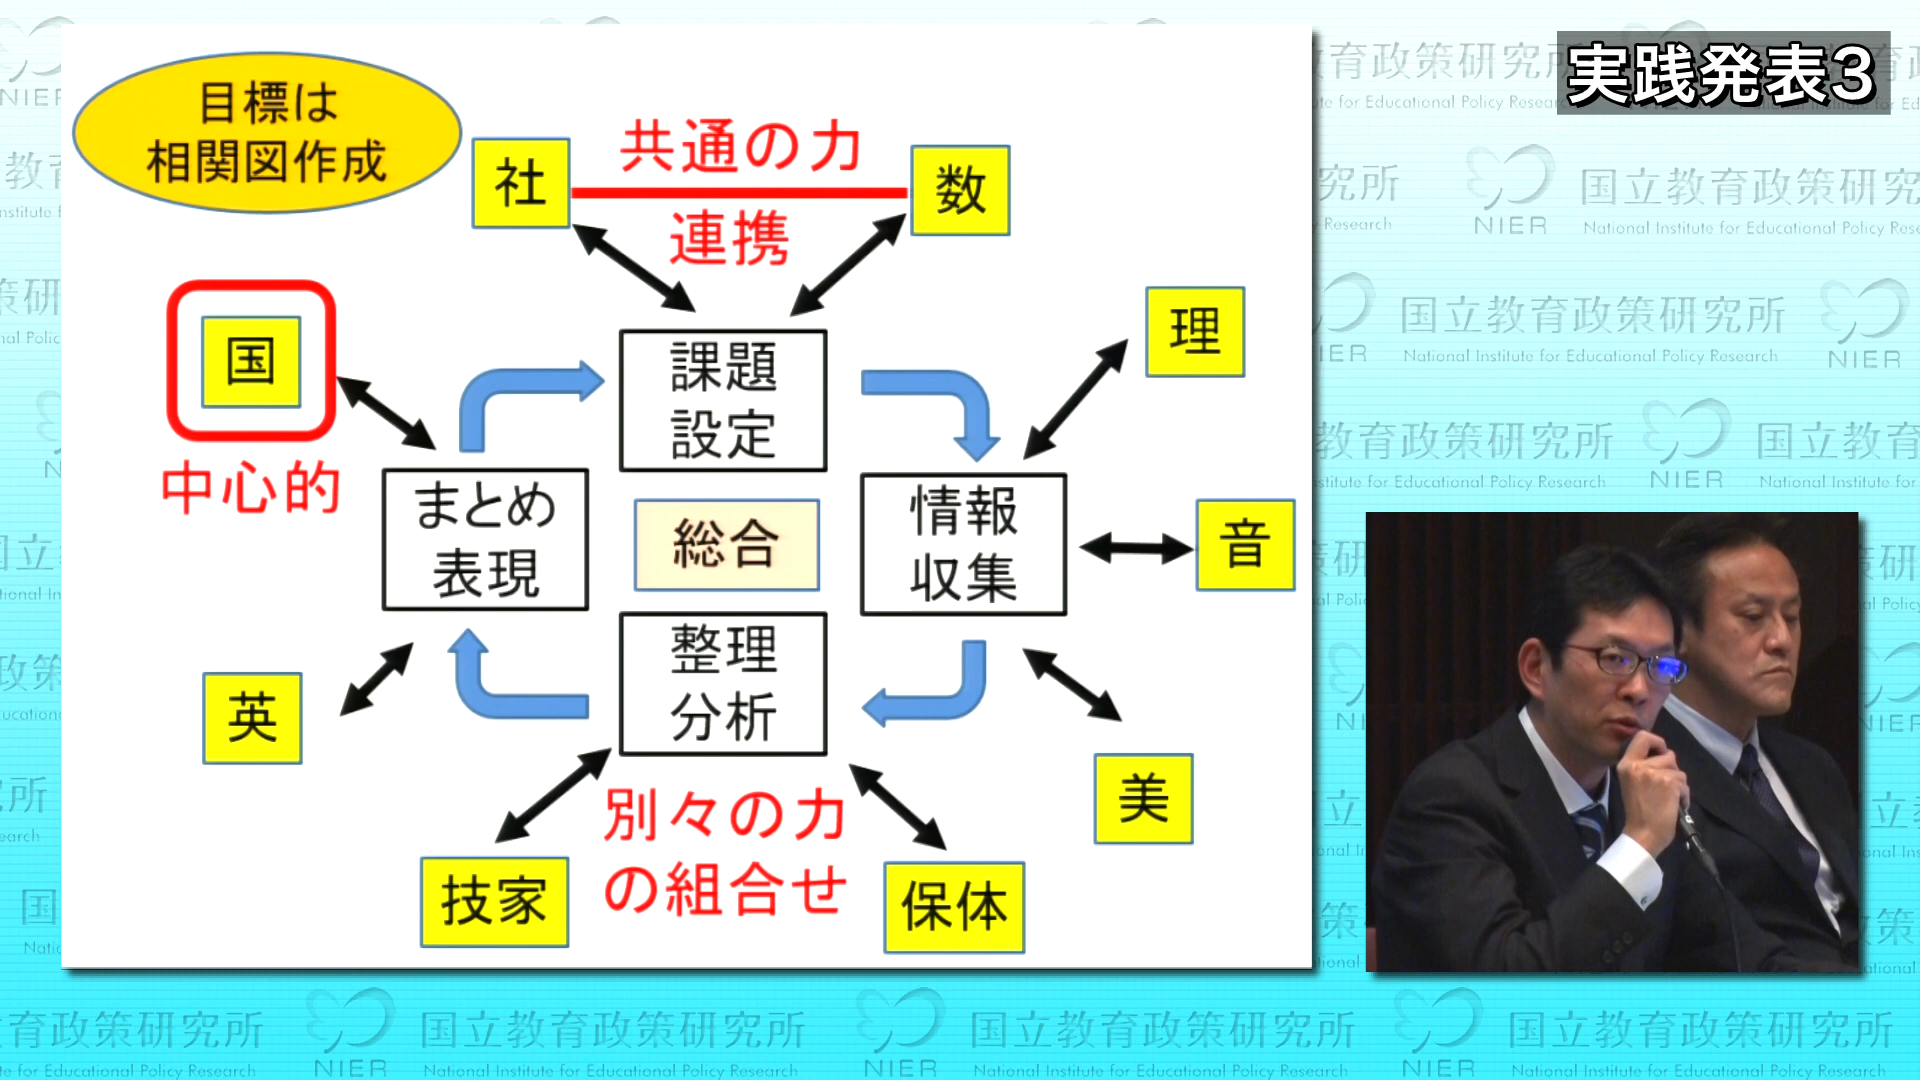 実践発表3
目標は
相関図作成
社
共通の力
連携
数
国
中心的
理
課題
設定
まとめ
表現
総合
情報
収集
音
整理
分析
英
美
別々の力
の組合せ
技家
保体
国立教育政策研究所
National Institute for Educational Policy Research
NIER